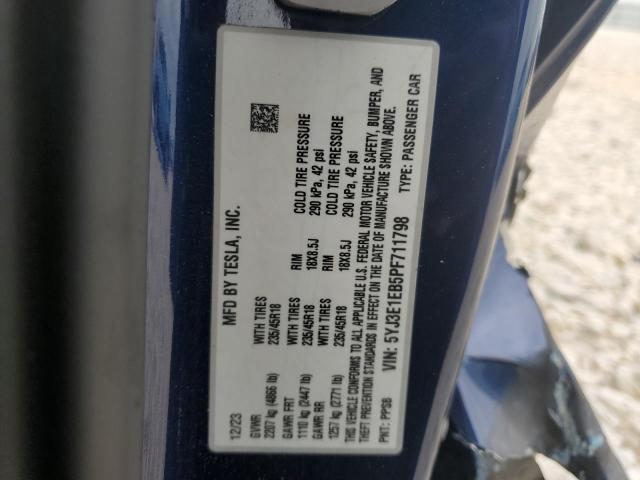 MFD BY TESLA, INC.
12/23
GVWR WITH TIRES RIM COLD TIRE PRESSURE
2207 kg (4866 lb) 235/45R18 18X8.5J 290 kPa, 42 psi
GAWR FRT WITH TIRES RIM COLD TIRE PRESSURE
1110 kg (2447 lb) 235/45R18 18X8.5J 290 kPa, 42 psi
GAWR RR
1257 kg (2771 lb)
THIS VEHICLE CONFORMS TO ALL APPLICABLE U.S. FEDERAL MOTOR VEHICLE SAFETY, BUMPER, AND
THEFT PREVENTION STANDARDS IN EFFECT ON THE DATE OF MANUFACTURE SHOWN ABOVE.
VIN: 5YJ3E1EB5PF711798 TYPE: PASSENGER CAR
PNT: PPSB